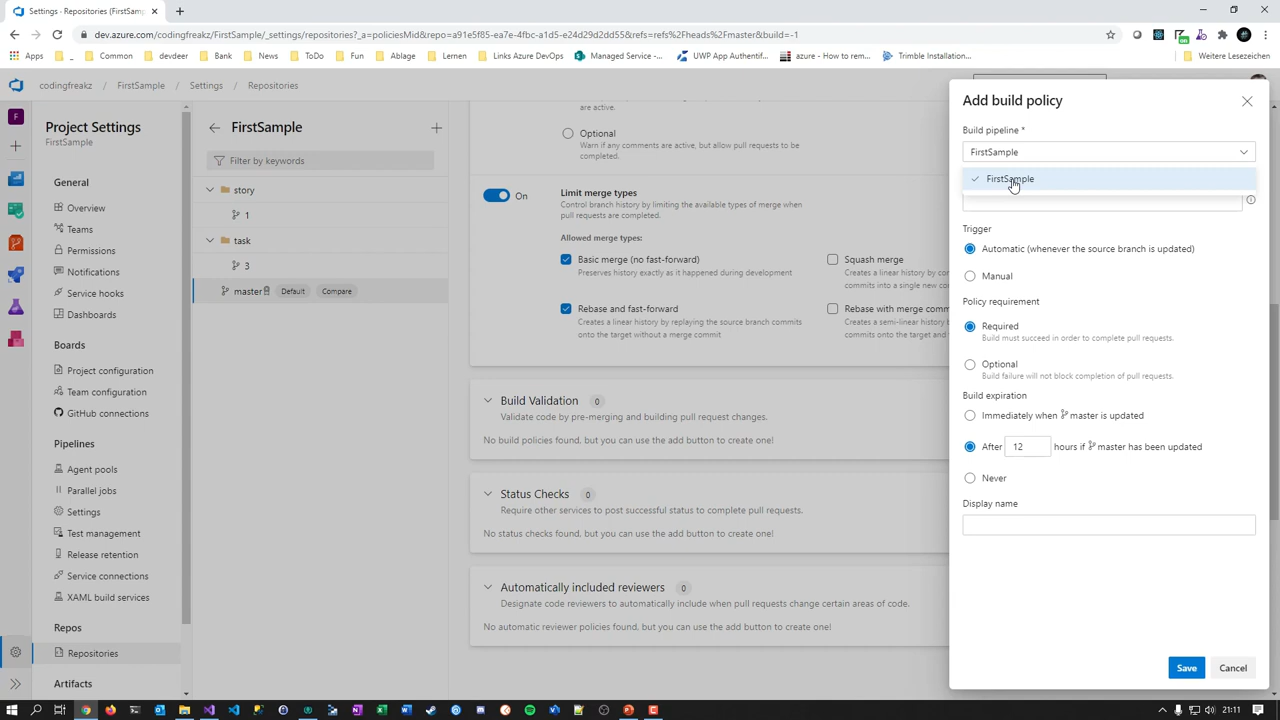 Settings - Repositories (FirstSamp
dev.azure.com/codingfreakz/FirstSample/_settings/repositories?_a=policiesMid&repo=a91e5f85-ea7e-4fbc-a1d5-e24d29d2dd55&refs=refs%2Fheads%2Fmaster&build=-1
Apps
_
Common
devdeer
Bank
News
ToDo
Fun
Ablage
Lernen
Links Azure DevOps
Managed Service -...
UWP App Authentif...
azure - How to rem...
Trimble Installation...
Weitere Lesezeichen
codingfreakz / FirstSample / Settings / Repositories
Project Settings
FirstSample
General
Overview
Teams
Permissions
Notifications
Service hooks
Dashboards
Boards
Project configuration
Team configuration
GitHub connections
Pipelines
Agent pools
Parallel jobs
Settings
Test management
Release retention
Service connections
XAML build services
Repos
Repositories
Artifacts
FirstSample
Filter by keywords
story
1
task
3
master
Default
Compare
are active.
Optional
Warn if any comments are active, but allow pull requests to be
completed.
On
Limit merge types
Control branch history by limiting the available types of merge when
pull requests are completed.
Allowed merge types:
Basic merge (no fast-forward)
Preserves history exactly as it happened during development
Squash merge
Creates a linear history by con
commits into a single new co
Rebase and fast-forward
Creates a linear history by replaying the source branch commits
onto the target without a merge commit
Rebase with merge comm
Creates a semi-linear history b
commits onto the target and
Build Validation 0
Validate code by pre-merging and building pull request changes.
No build policies found, but you can use the add button to create one!
Status Checks 0
Require other services to post successful status to complete pull requests.
No status checks found, but you can use the add button to create one!
Automatically included reviewers 0
Designate code reviewers to automatically include when pull requests change certain areas of code.
No automatic reviewer policies found, but you can use the add button to create one!
Add build policy
Build pipeline *
FirstSample
FirstSample
Trigger
Automatic (whenever the source branch is updated)
Manual
Policy requirement
Required
Build must succeed in order to complete pull requests.
Optional
Build failure will not block completion of pull requests.
Build expiration
Immediately when master is updated
After 12 hours if master has been updated
Never
Display name
Save
Cancel
21:11